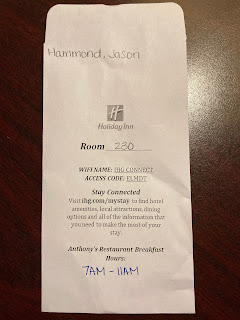 Hammond, Jason
H
Holiday Inn
Room 230
WIFI NAME: IHG CONNECT
ACCESS CODE: ELMDT
Stay Connected
Visit ihg.com/mystay to find hotel
amenities, local attractions, dining
options and all of the information that
you need to make the most of your
stay.
Anthony's Restaurant Breakfast
Hours:
7AM - 11AM